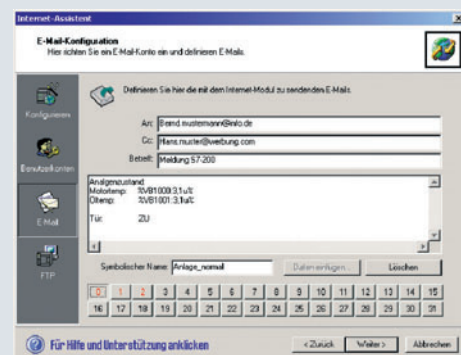 Internet-Assistent
E-Mail-Konfiguration
Hier richten Sie ein E-Mail-Konto ein und definieren E-Mails.
Konfigurieren
Benutzerkonten
E-Mail
FTP
Definieren Sie hier die mit dem Internet-Modul zu sendenden E-Mails.
An: Bernd.mustermann@info.de
Cc: Hans.muster@werbung.com
Betreff: Meldung S7-200
Analgenzustand
Motortemp: %VB1000:3,1u%
Öltemp: %VB1001:3,1u%
Tür: ZU
Symbolischer Name: Anlage_normal
Daten einfügen...
Löschen
0 1 2 3 4 5 6 7 8 9 10 11 12 13 14 15
16 17 18 19 20 21 22 23 24 25 26 27 28 29 30 31
Für Hilfe und Unterstützung anklicken
< Zurück
Weiter >
Abbrechen